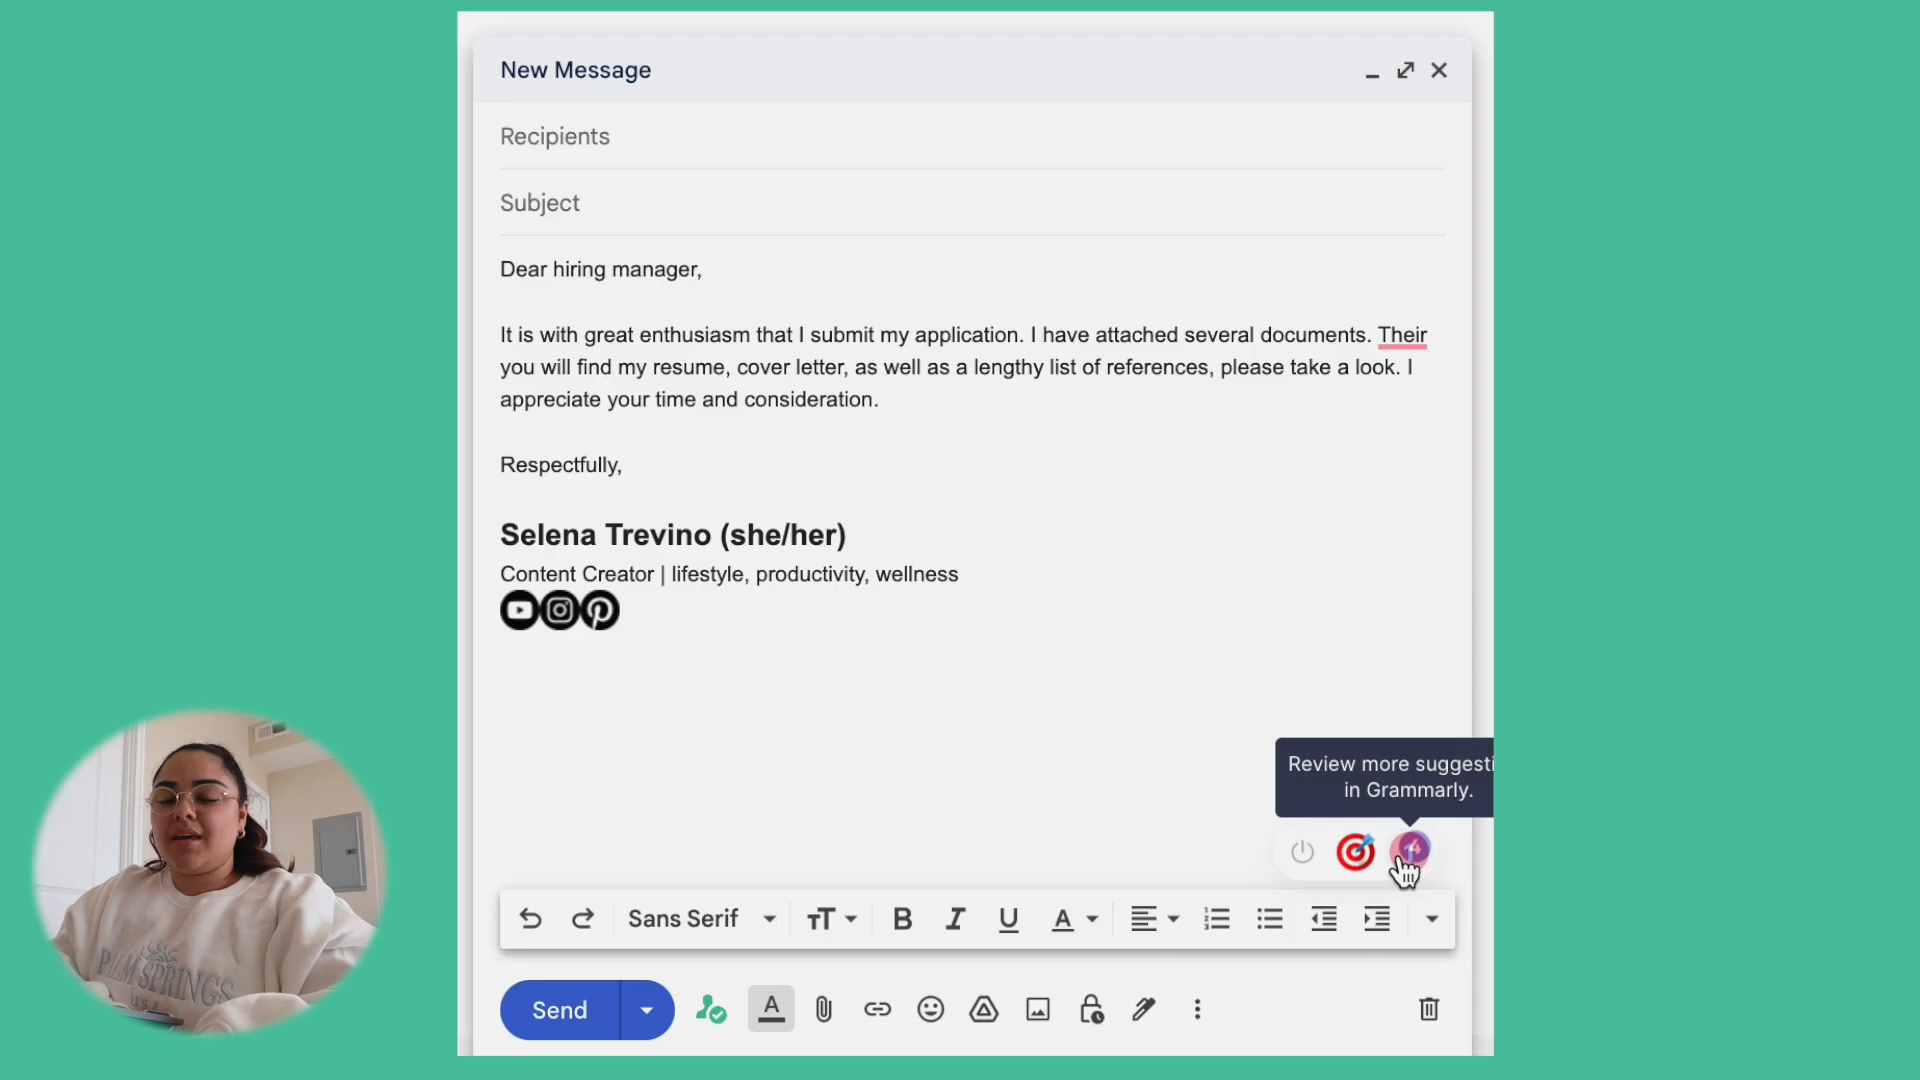 New Message
Recipients
Subject
Dear hiring manager,
It is with great enthusiasm that I submit my application. I have attached several documents. Their
you will find my resume, cover letter, as well as a lengthy list of references, please take a look. I
appreciate your time and consideration.
Respectfully,
Selena Trevino (she/her)
Content Creator | lifestyle, productivity, wellness
Review more suggesti
in Grammarly.
Sans Serif
Send
PALM SPRINGS
U.S.A